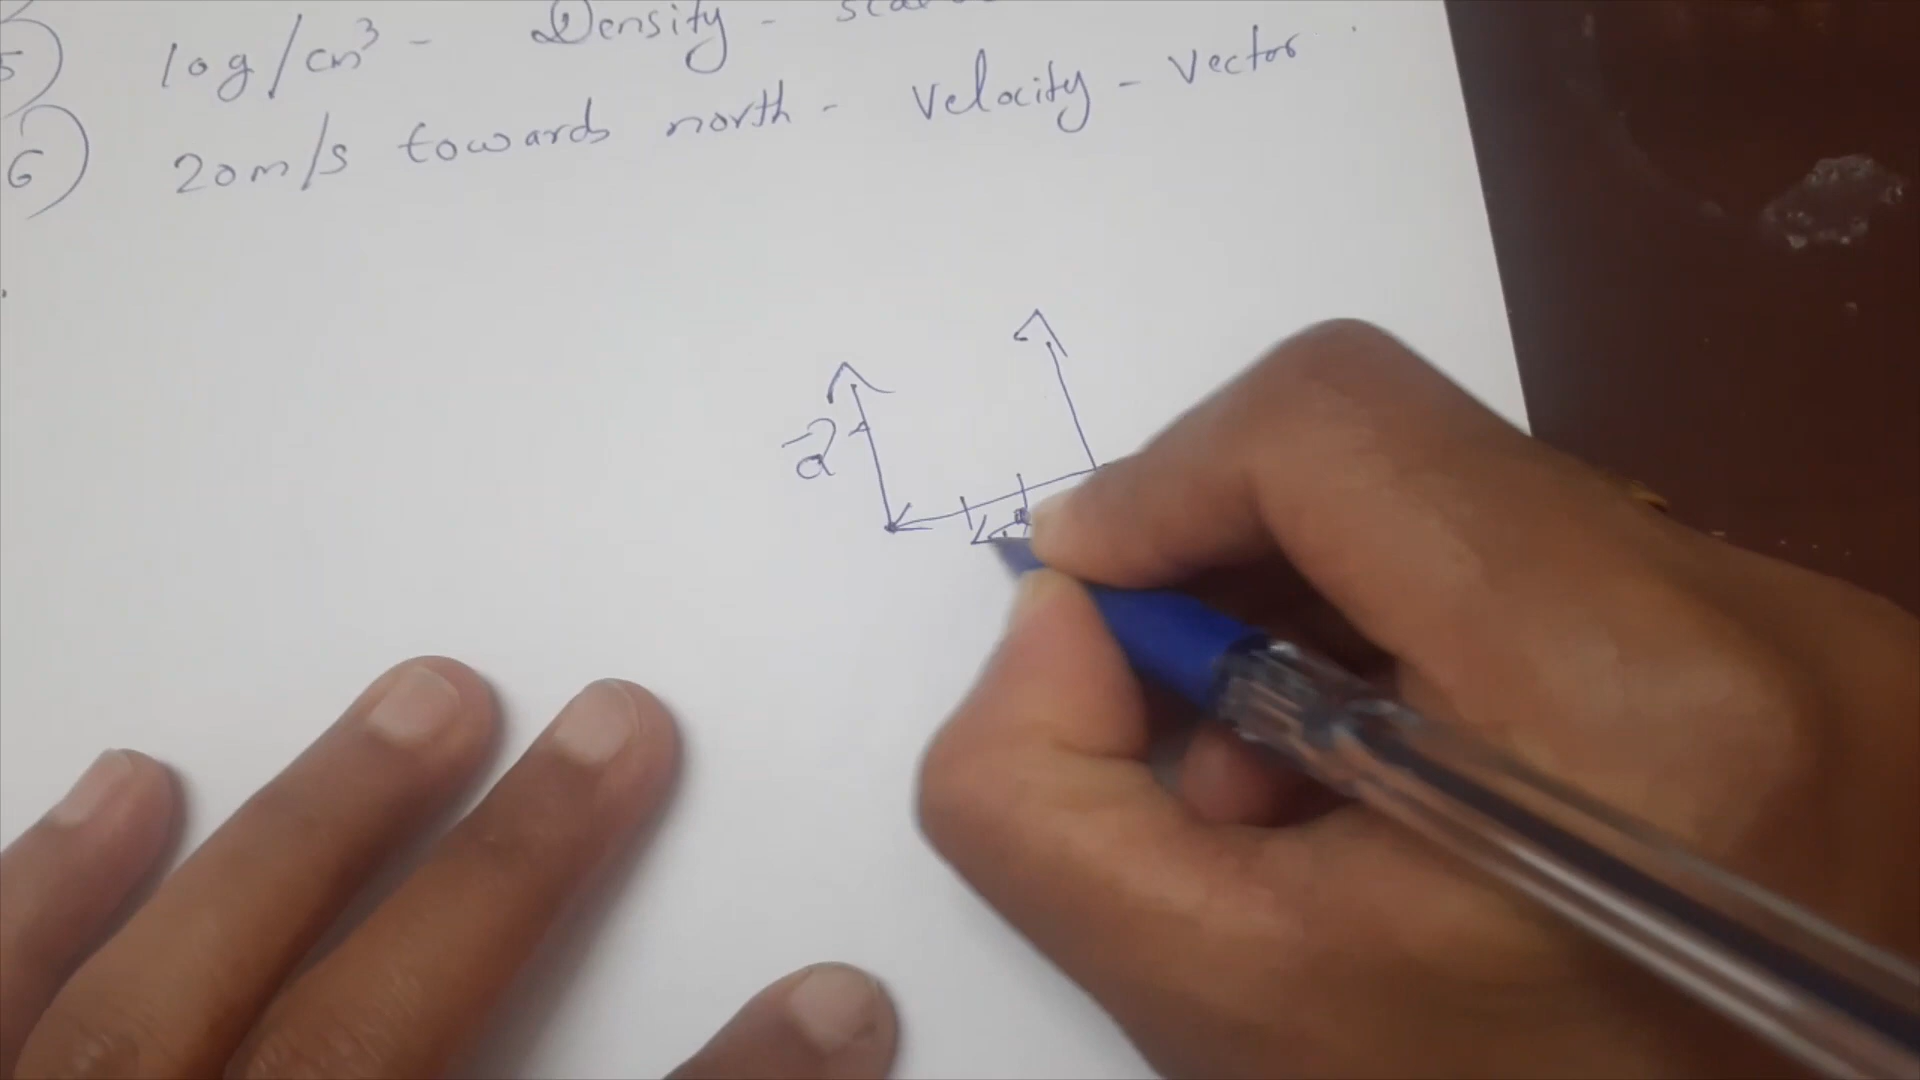 5) 10g/cm³ - Density -
6) 20m/s towards north - Velocity - Vector
a